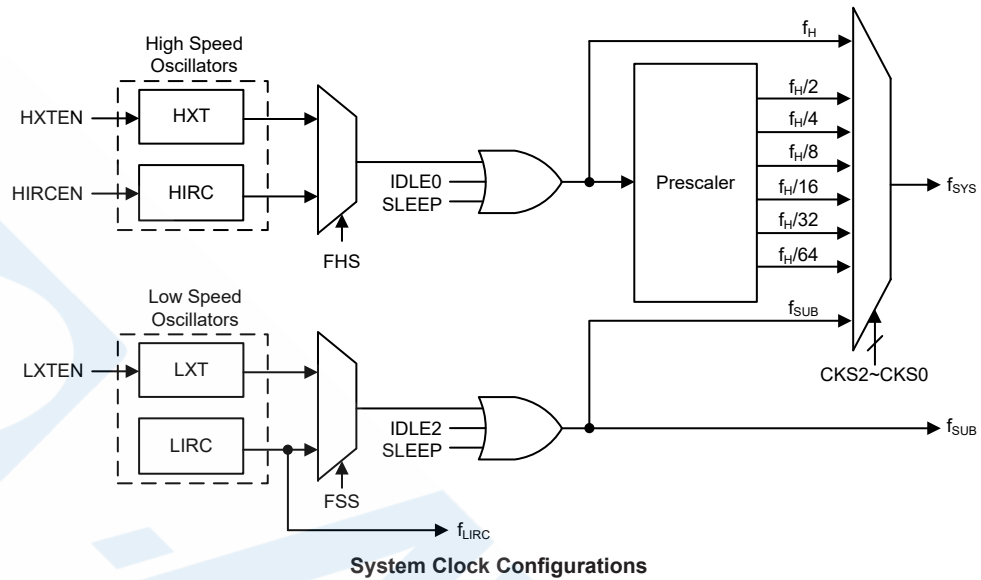 High Speed
Oscillators
HXTEN
HXT
HIRCEN
HIRC
FHS
IDLE0
SLEEP
Prescaler
fH
fH/2
fH/4
fH/8
fH/16
fH/32
fH/64
fSUB
CKS2~CKS0
fSYS
Low Speed
Oscillators
LXTEN
LXT
LIRC
FSS
IDLE2
SLEEP
fSUB
fLIRC
System Clock Configurations